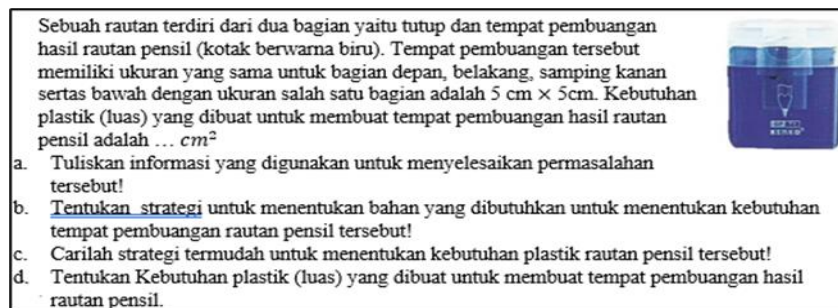 Sebuah rautan terdiri dari dua bagian yaitu tutup dan tempat pembuangan
hasil rautan pensil (kotak berwarna biru). Tempat pembuangan tersebut
memiliki ukuran yang sama untuk bagian depan, belakang, samping kanan
sertas bawah dengan ukuran salah satu bagian adalah 5 cm × 5cm. Kebutuhan
plastik (luas) yang dibuat untuk membuat tempat pembuangan hasil rautan
pensil adalah … cm²
a. Tuliskan informasi yang digunakan untuk menyelesaikan permasalahan
tersebut!
b. Tentukan strategi untuk menentukan bahan yang dibutuhkan untuk menentukan kebutuhan
tempat pembuangan rautan pensil tersebut!
c. Carilah strategi termudah untuk menentukan kebutuhan plastik rautan pensil tersebut!
d. Tentukan Kebutuhan plastik (luas) yang dibuat untuk membuat tempat pembuangan hasil
rautan pensil.
KENKO